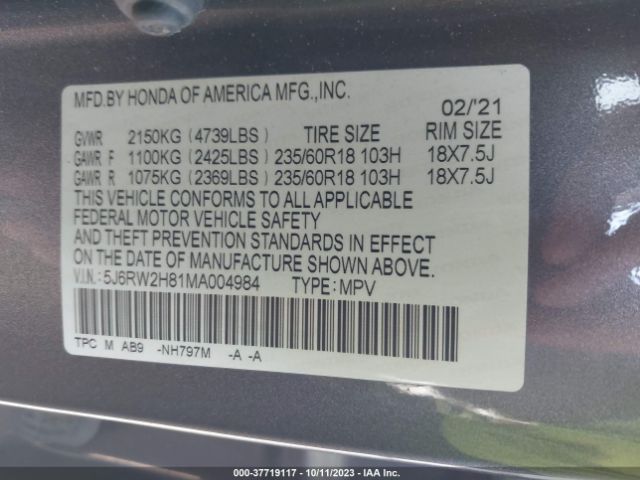 MFD.BY HONDA OF AMERICA MFG.,INC.
02/'21
GVWR 2150KG (4739LBS) TIRE SIZE RIM SIZE
GAWR F 1100KG (2425LBS) 235/60R18 103H 18X7.5J
GAWR R 1075KG (2369LBS) 235/60R18 103H 18X7.5J
THIS VEHICLE CONFORMS TO ALL APPLICABLE
FEDERAL MOTOR VEHICLE SAFETY
AND THEFT PREVENTION STANDARDS IN EFFECT
ON THE DATE OF MANUFACTURE SHOWN ABOVE.
V.I.N.: 5J6RW2H81MA004984 TYPE: MPV
TPC M AB9 -NH797M -A -A
000-37719117 - 10/11/2023 - IAA Inc.